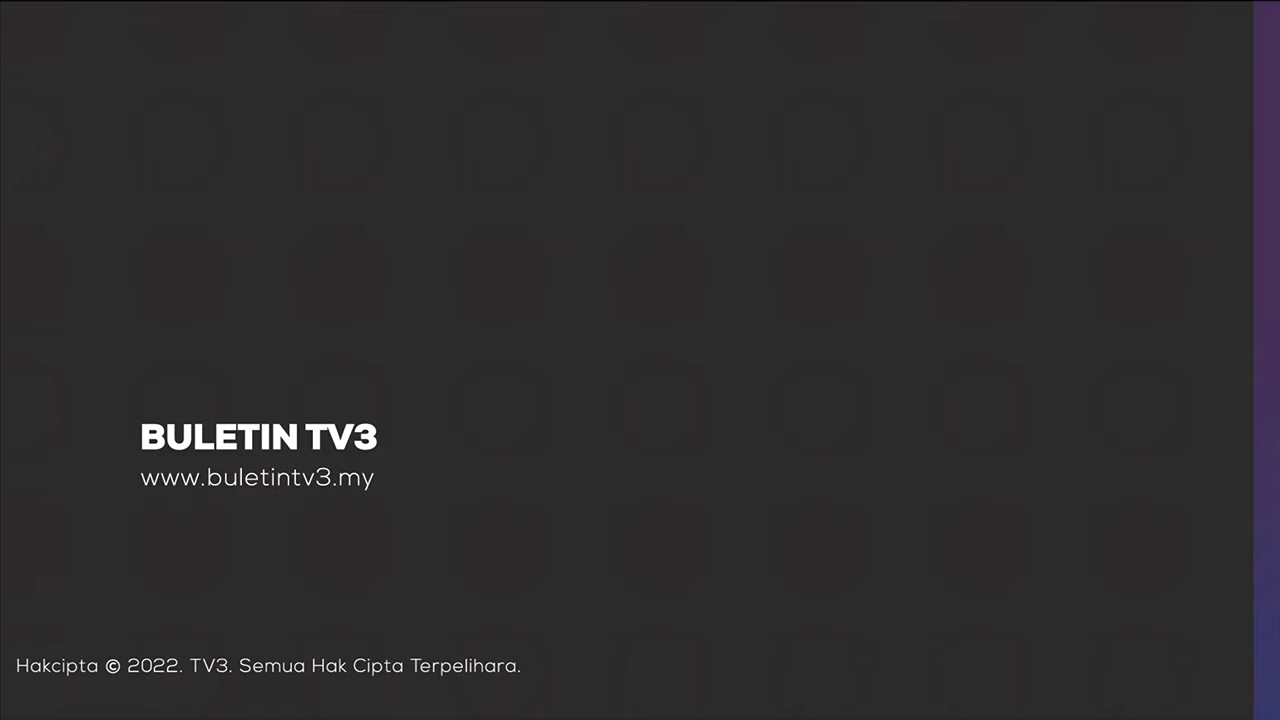 BULETIN TV3
www.buletintv3.my
Hakcipta © 2022. TV3. Semua Hak Cipta Terpelihara.